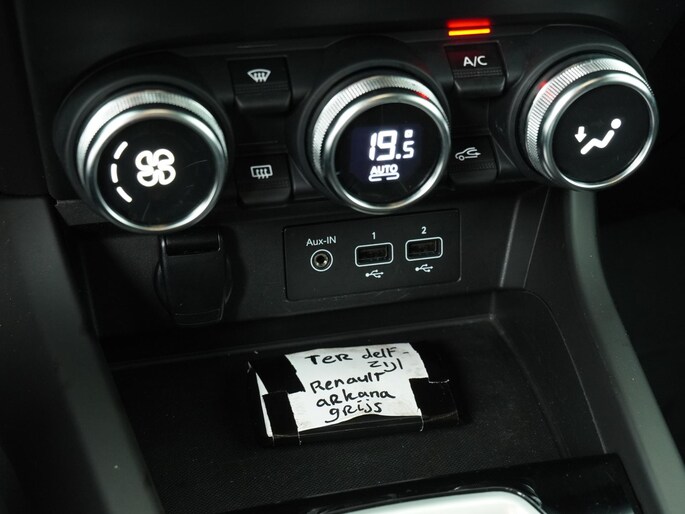 A/C
19.5
AUTO
Aux-IN
1
2
TER delf-
zijl
Renault
arkana
grijs